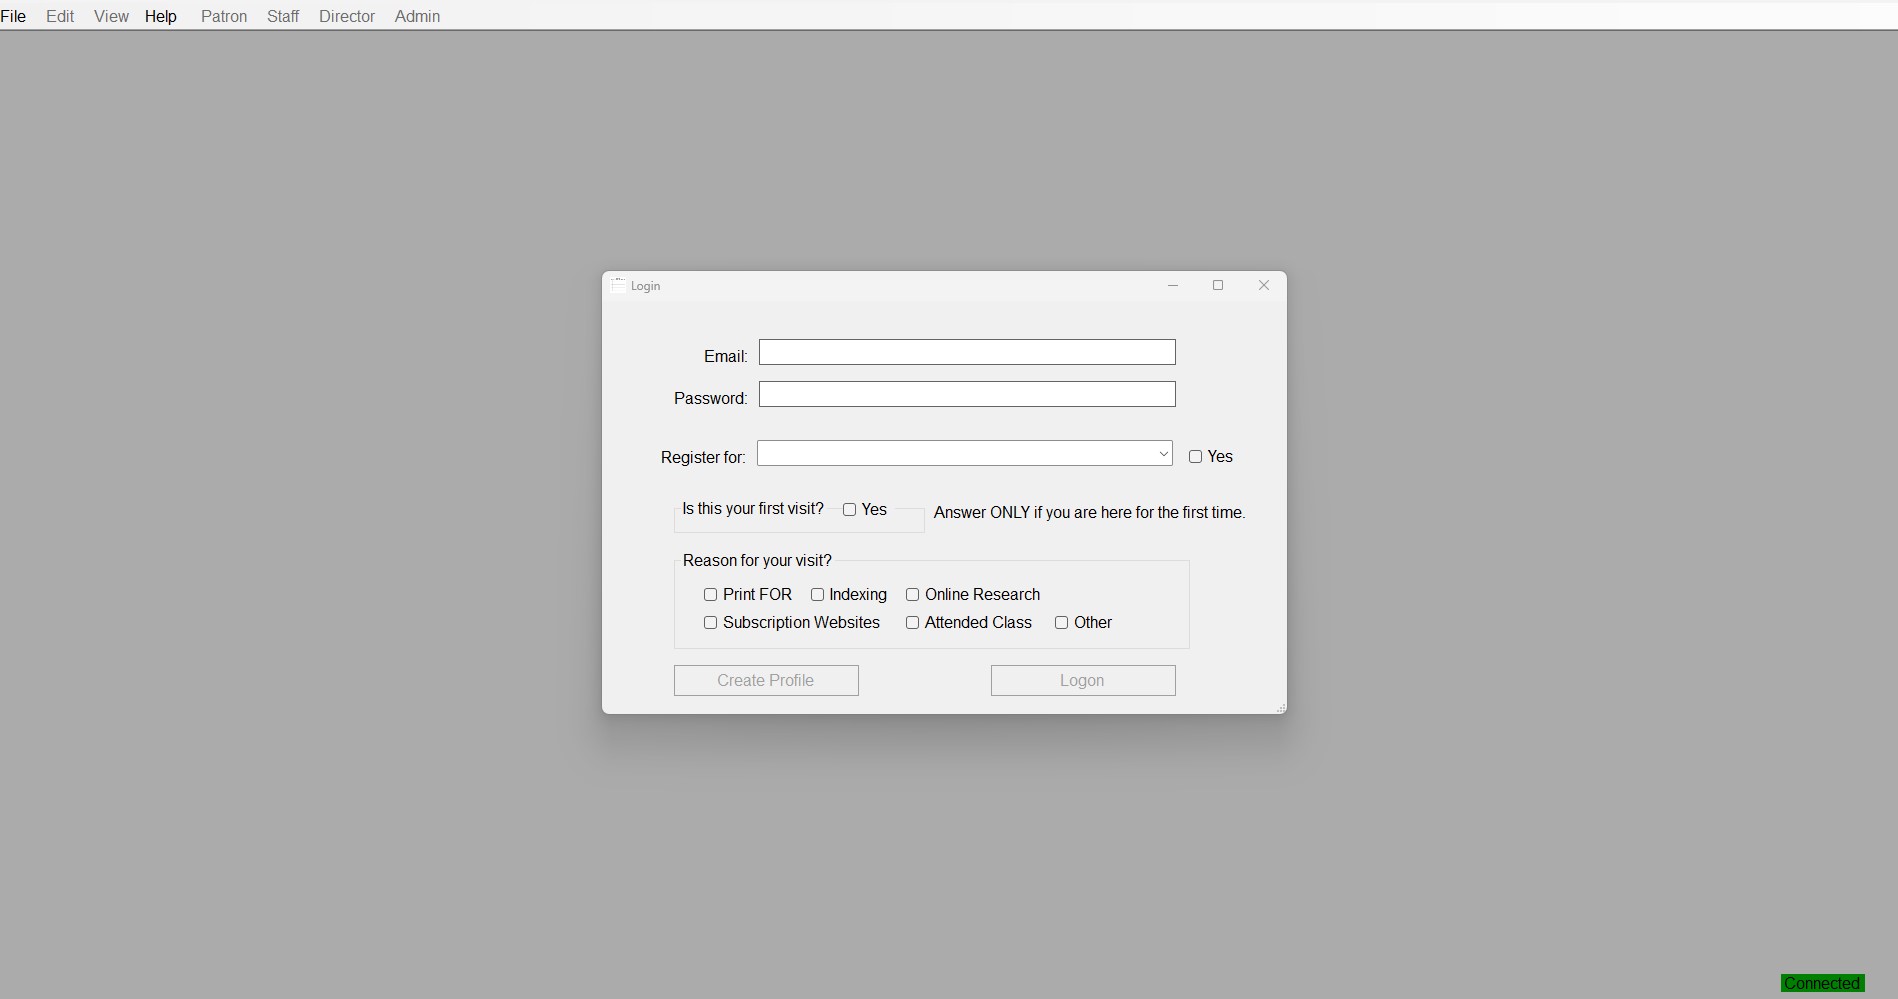 File Edit View Help Patron Staff Director Admin
Login
Email:
Password:
Register for: Yes
Is this your first visit? Yes Answer ONLY if you are here for the first time.
Reason for your visit?
Print FOR Indexing Online Research
Subscription Websites Attended Class Other
Create Profile Logon
Connected